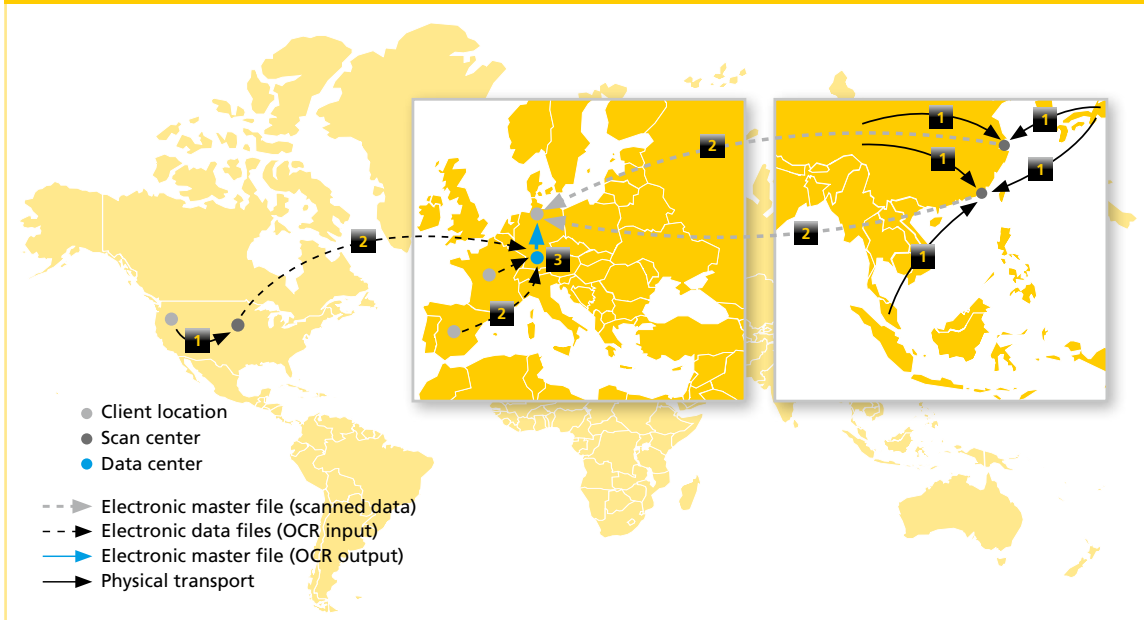 1
1
1
1
2
1
2
2
3
1
2
1
Client location
Scan center
Data center
Electronic master file (scanned data)
Electronic data files (OCR input)
Electronic master file (OCR output)
Physical transport